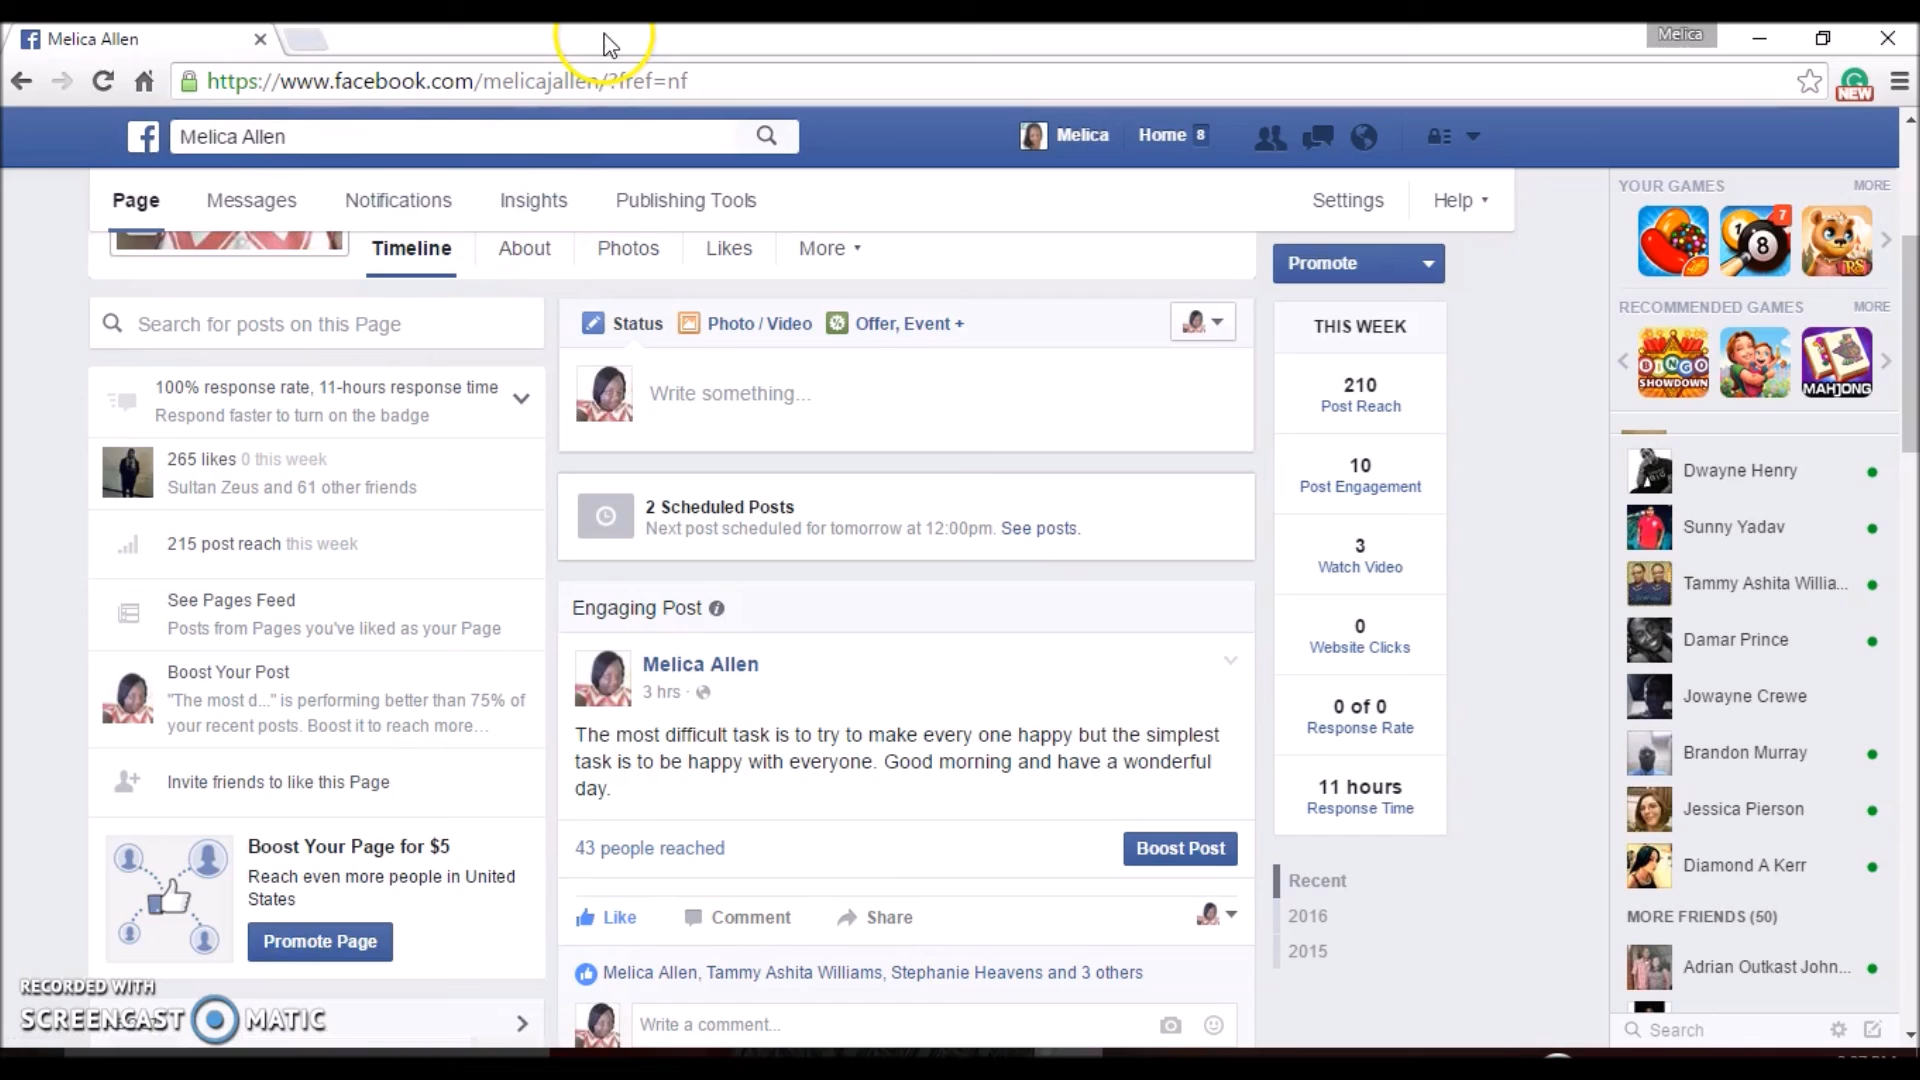 Melica Allen
Melica
https://www.facebook.com/melicajallen/?fref=nf
NEW
Melica Allen
Melica
Home 8
Page
Messages
Notifications
Insights
Publishing Tools
Settings
Help
Timeline
About
Photos
Likes
More
Promote
Search for posts on this Page
100% response rate, 11-hours response time
Respond faster to turn on the badge
265 likes 0 this week
Sultan Zeus and 61 other friends
215 post reach this week
See Pages Feed
Posts from Pages you've liked as your Page
Boost Your Post
"The most d..." is performing better than 75% of
your recent posts. Boost it to reach more...
Invite friends to like this Page
Boost Your Page for $5
Reach even more people in United
States
Promote Page
RECORDED WITH
SCREENCAST MATIC
Status
Photo / Video
Offer, Event +
Write something...
2 Scheduled Posts
Next post scheduled for tomorrow at 12:00pm. See posts.
Engaging Post
Melica Allen
3 hrs ·
The most difficult task is to try to make every one happy but the simplest
task is to be happy with everyone. Good morning and have a wonderful
day.
43 people reached
Boost Post
Like
Comment
Share
Melica Allen, Tammy Ashita Williams, Stephanie Heavens and 3 others
Write a comment...
THIS WEEK
210
Post Reach
10
Post Engagement
3
Watch Video
0
Website Clicks
0 of 0
Response Rate
11 hours
Response Time
Recent
2016
2015
YOUR GAMES
MORE
7
8
RS
RECOMMENDED GAMES
MORE
BINGO
SHOWDOWN
MAHJONG
Dwayne Henry
Sunny Yadav
Tammy Ashita Willia...
Damar Prince
Jowayne Crewe
Brandon Murray
Jessica Pierson
Diamond A Kerr
MORE FRIENDS (50)
Adrian Outkast John...
Search